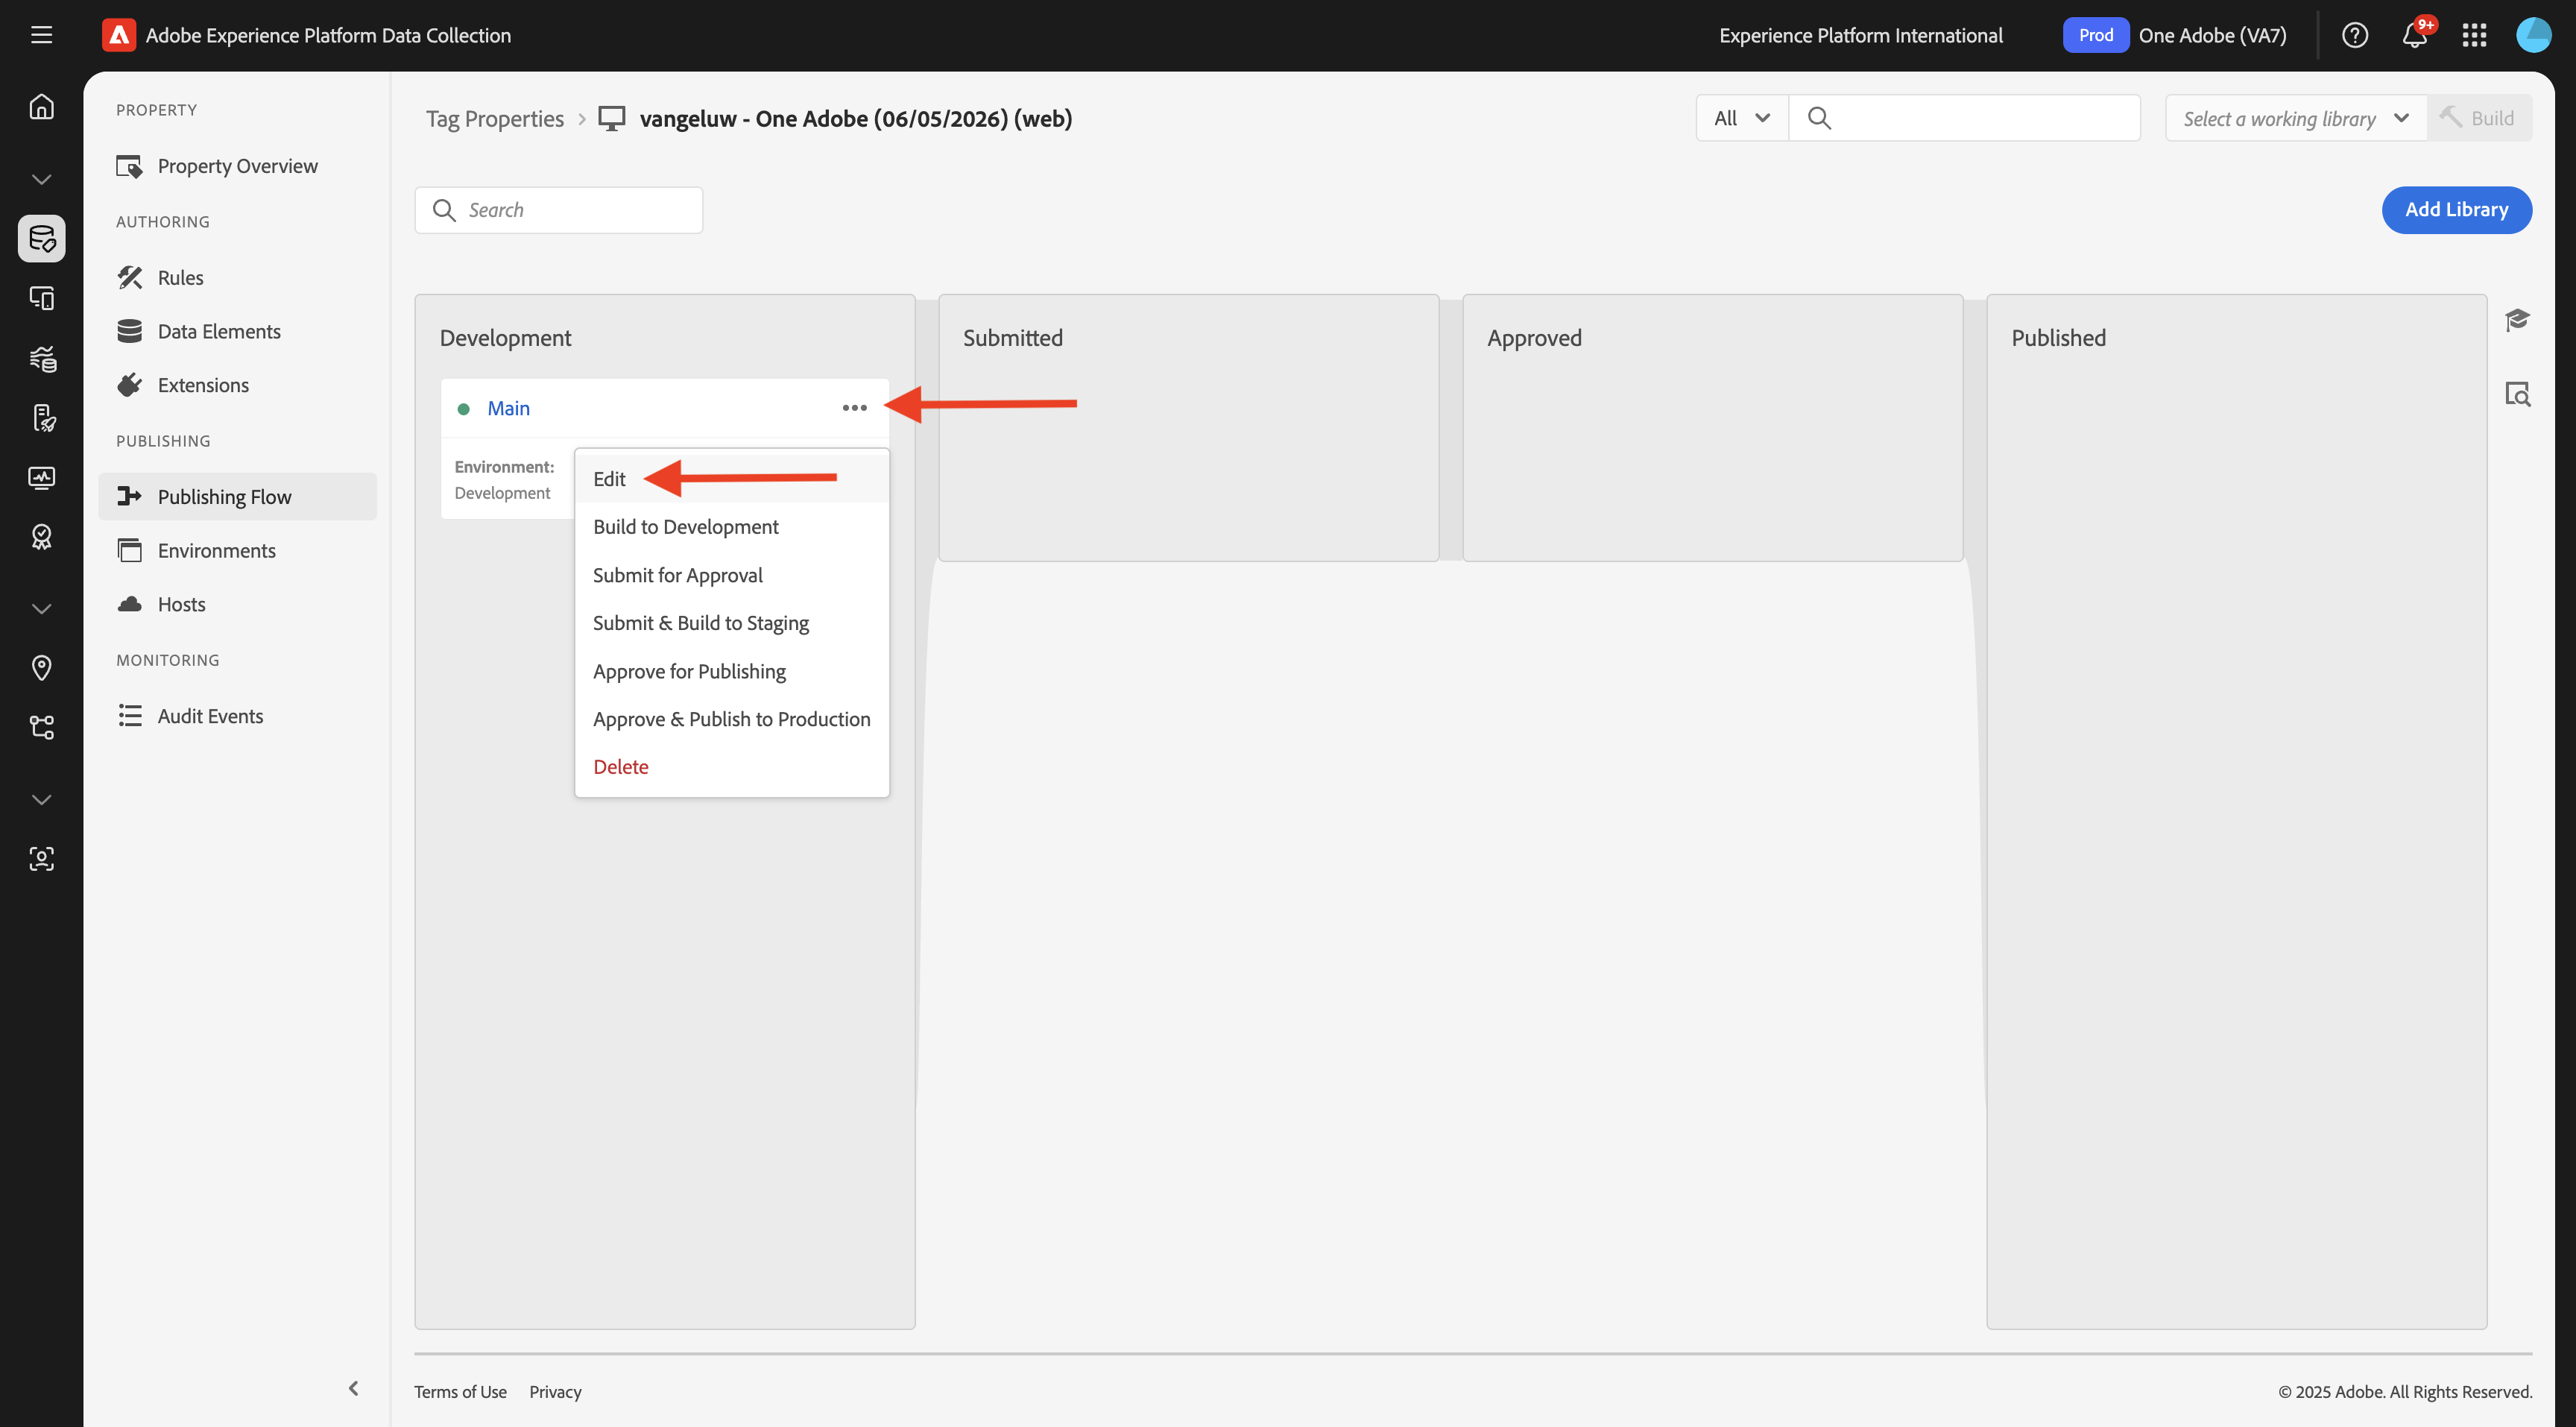 Adobe Experience Platform Data Collection
Experience Platform International
Prod
One Adobe (VA7)
9+
PROPERTY
Property Overview
AUTHORING
Rules
Data Elements
Extensions
PUBLISHING
Publishing Flow
Environments
Hosts
MONITORING
Audit Events
Tag Properties > vangeluw - One Adobe (06/05/2026) (web)
All
Select a working library
Build
Search
Add Library
Development
Submitted
Approved
Published
Main
Environment:
Development
Edit
Build to Development
Submit for Approval
Submit & Build to Staging
Approve for Publishing
Approve & Publish to Production
Delete
Terms of Use Privacy
© 2025 Adobe. All Rights Reserved.